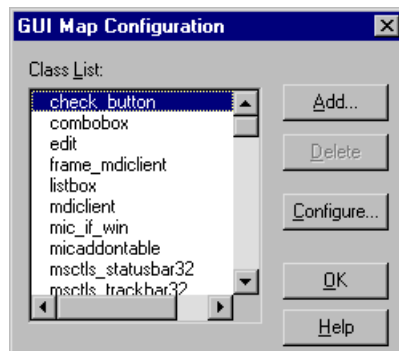 GUI Map Configuration
Class List:
check_button
combobox
edit
frame_mdiclient
listbox
mdiclient
mic_if_win
micaddontable
msctls_statusbar32
msctls_trackbar32
Add...
Delete
Configure...
OK
Help